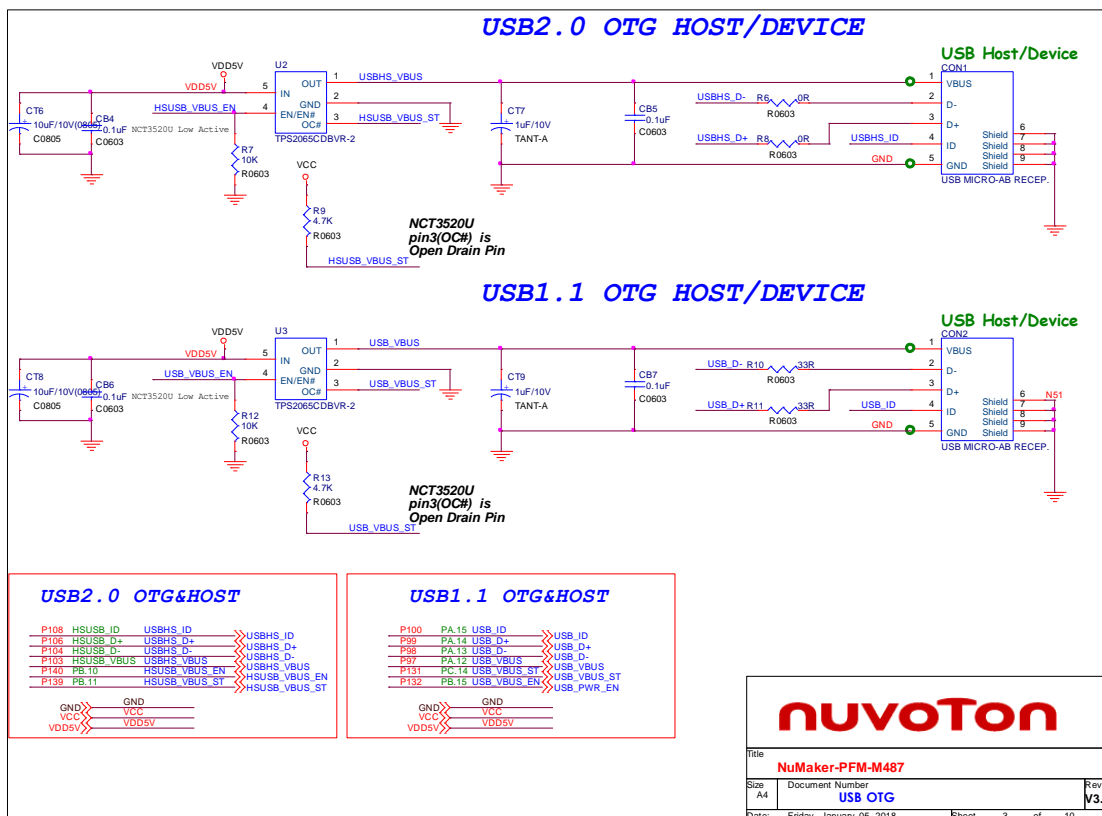 USB2.0 OTG HOST/DEVICE
USB Host/Device
CON1
VDD5V
VDD5V
U2
5 IN
OUT 1 USBHS_VBUS
GND 2
HSUSB_VBUS_EN 4 EN/EN#
OC# 3 HSUSB_VBUS_ST
TPS2065CDBVR-2
CT6
10uF/10V(0805)
C0805
CB4
0.1uF
C0603
NCT3520U Low Active
R7
10K
R0603
VCC
R9
4.7K
R0603
HSUSB_VBUS_ST
NCT3520U
pin3(OC#) is
Open Drain Pin
CT7
1uF/10V
TANT-A
CB5
0.1uF
C0603
USBHS_D- R6 0R
R0603
USBHS_D+ R8 0R
R0603
USBHS_ID
GND
1 VBUS
2 D-
3 D+
4 ID
5 GND
Shield 6
Shield 7
Shield 8
Shield 9
USB MICRO-AB RECEP.
USB1.1 OTG HOST/DEVICE
USB Host/Device
CON2
VDD5V
VDD5V
U3
5 IN
OUT 1 USB_VBUS
GND 2
USB_VBUS_EN 4 EN/EN#
OC# 3 USB_VBUS_ST
TPS2065CDBVR-2
CT8
10uF/10V(0805)
C0805
CB6
0.1uF
C0603
NCT3520U Low Active
R12
10K
R0603
VCC
R13
4.7K
R0603
USB_VBUS_ST
NCT3520U
pin3(OC#) is
Open Drain Pin
CT9
1uF/10V
TANT-A
CB7
0.1uF
C0603
USB_D- R10 33R
R0603
USB_D+ R11 33R
R0603
USB_ID
GND
1 VBUS
2 D-
3 D+
4 ID
5 GND
Shield 6 N51
Shield 7
Shield 8
Shield 9
USB MICRO-AB RECEP.
USB2.0 OTG&HOST
P108 HSUSB_ID USBHS_ID USBHS_ID
P106 HSUSB_D+ USBHS_D+ USBHS_D+
P104 HSUSB_D- USBHS_D- USBHS_D-
P103 HSUSB_VBUS USBHS_VBUS USBHS_VBUS
P140 PB.10 HSUSB_VBUS_EN HSUSB_VBUS_EN
P139 PB.11 HSUSB_VBUS_ST HSUSB_VBUS_ST
GND GND
VCC VCC
VDD5V VDD5V
USB1.1 OTG&HOST
P100 PA.15 USB_ID USB_ID
P99 PA.14 USB_D+ USB_D+
P98 PA.13 USB_D- USB_D-
P97 PA.12 USB_VBUS USB_VBUS
P131 PC.14 USB_VBUS_ST USB_VBUS_ST
P132 PB.15 USB_VBUS_EN USB_PWR_EN
GND GND
VCC VCC
VDD5V VDD5V
nuvoTon
Title
NuMaker-PFM-M487
Size
A4
Document Number
USB OTG
Rev
V3.
Date: Friday, January 05, 2018 Sheet 3 of 10